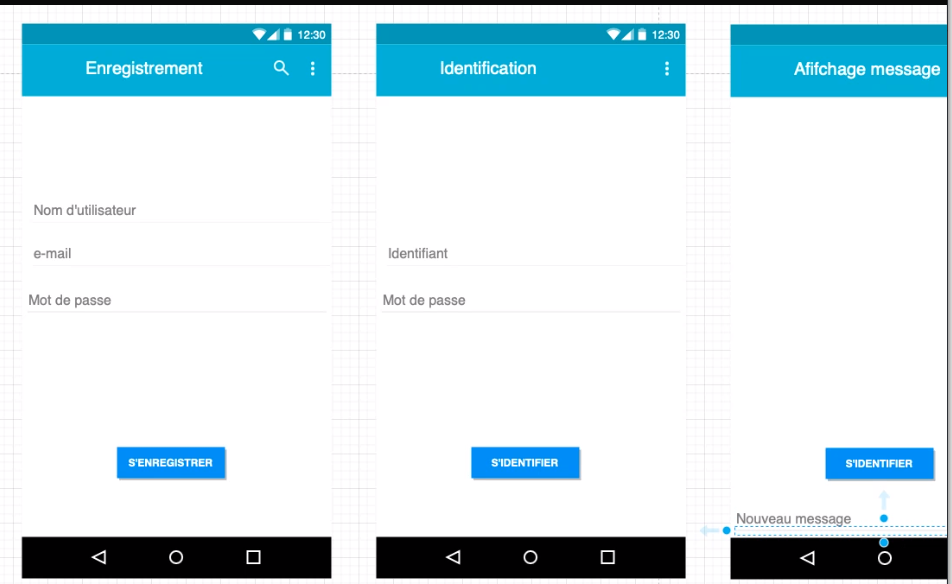 12:30
Enregistrement
Nom d'utilisateur
e-mail
Mot de passe
S'ENREGISTRER
12:30
Identification
Identifiant
Mot de passe
S'IDENTIFIER
Afifchage message
S'IDENTIFIER
Nouveau message